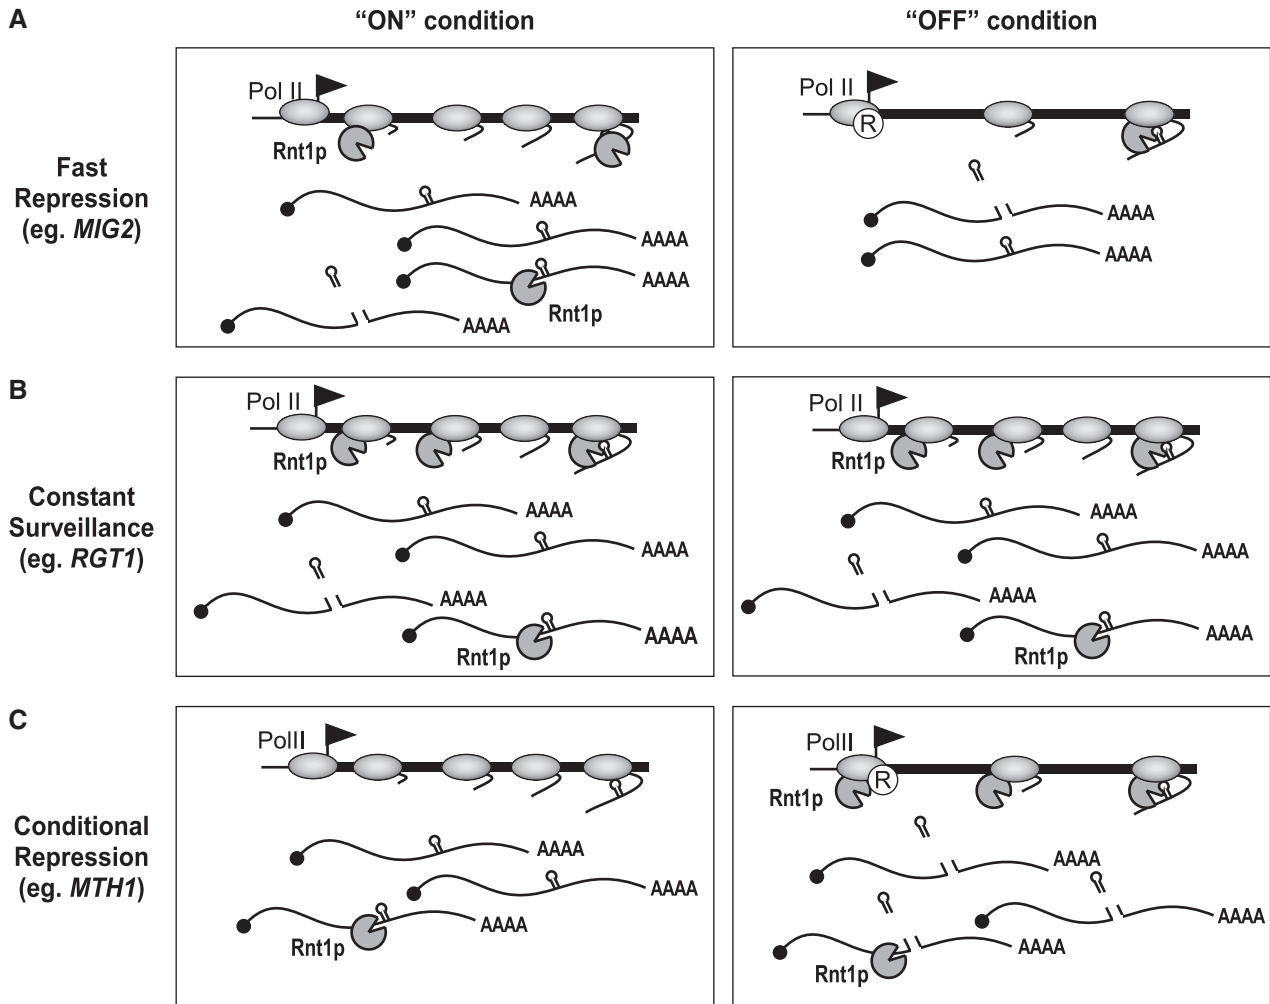 A
“ON” condition
“OFF” condition
Fast
Repression
(eg. MIG2)
Pol II
Rnt1p
AAAA
AAAA
AAAA
Rnt1p
AAAA
Pol II
R
AAAA
AAAA
B
Constant
Surveillance
(eg. RGT1)
Pol II
Rnt1p
AAAA
AAAA
AAAA
AAAA
Rnt1p
Pol II
Rnt1p
AAAA
AAAA
AAAA
AAAA
Rnt1p
C
Conditional
Repression
(eg. MTH1)
PolII
AAAA
AAAA
AAAA
Rnt1p
PolII
R
Rnt1p
AAAA
AAAA
AAAA
Rnt1p